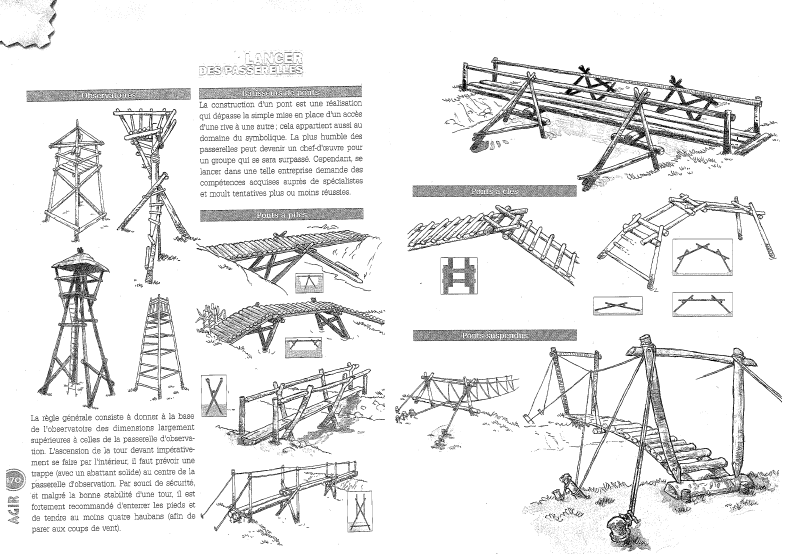 LANCER
DES PASSERELLES
Observatoires
Bâtisseurs de ponts
La construction d'un pont est une réalisation
qui dépasse la simple mise en place d'un accès
d'une rive à une autre ; cela appartient aussi au
domaine du symbolique. La plus humble des
passerelles peut devenir un chef-d'œuvre pour
un groupe qui se sera surpassé. Cependant, se
lancer dans une telle entreprise demande des
compétences acquises auprès de spécialistes
et moult tentatives plus ou moins réussies.
Ponts à piles
La règle générale consiste à donner à la base
de l'observatoire des dimensions largement
supérieures à celles de la passerelle d'observa-
tion. L'ascension de la tour devant impérative-
ment se faire par l'intérieur, il faut prévoir une
trappe (avec un abattant solide) au centre de la
passerelle d'observation. Par souci de sécurité,
et malgré la bonne stabilité d'une tour, il est
fortement recommandé d'enterrer les pieds et
de tendre au moins quatre haubans (afin de
parer aux coups de vent).
170
AGIR
Ponts à clés
Ponts suspendus